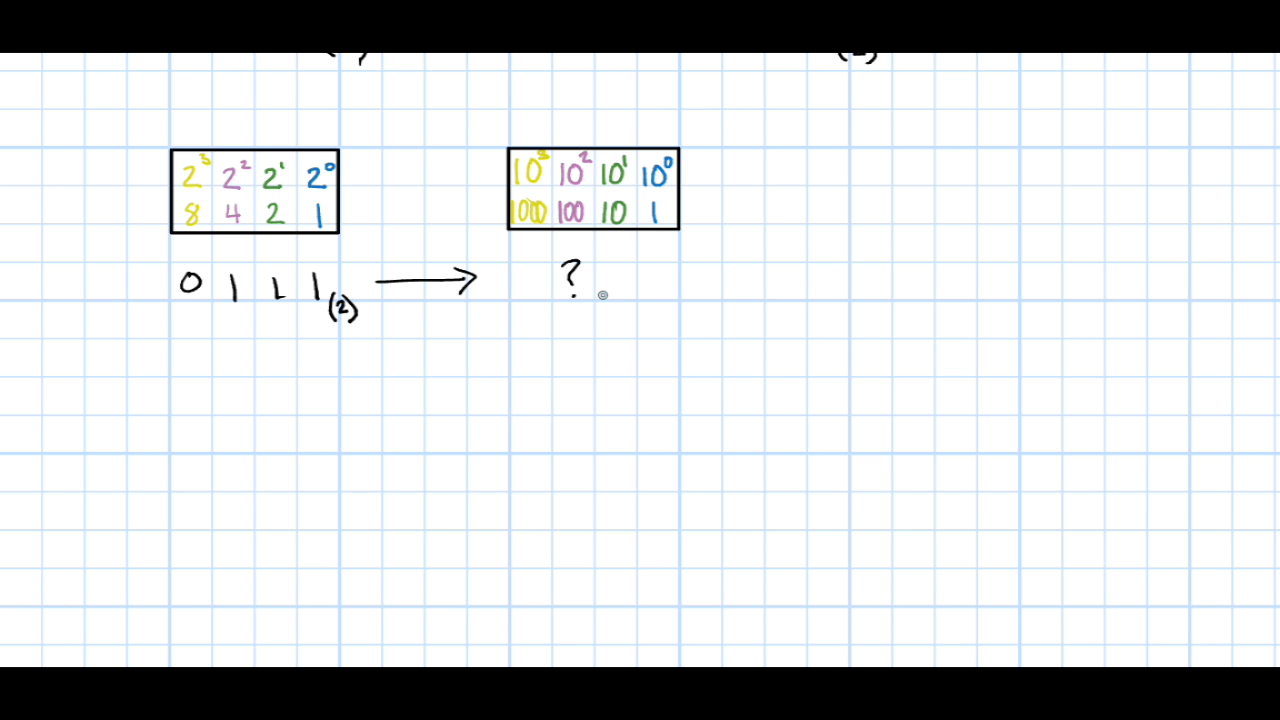 2³ 2² 2¹ 2⁰ 10³ 10² 10¹ 10⁰
8 4 2 1 1000 100 10 1
0 1 1 1 (2) → ?